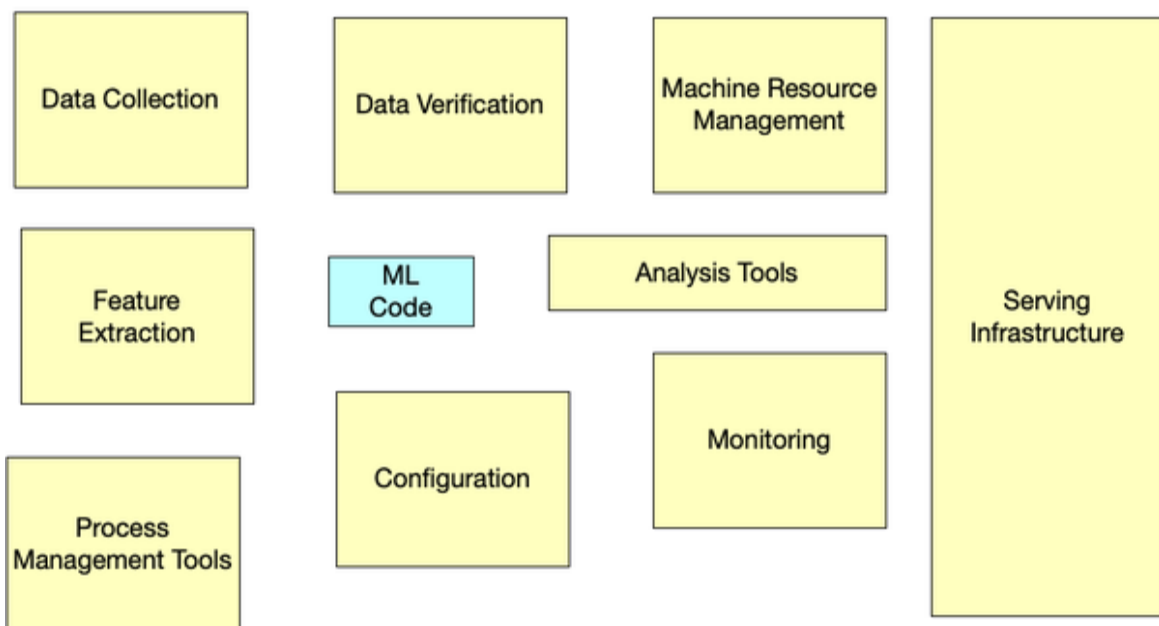 Data Collection
Data Verification
Machine Resource
Management
Feature
Extraction
ML
Code
Analysis Tools
Serving
Infrastructure
Process
Management Tools
Configuration
Monitoring